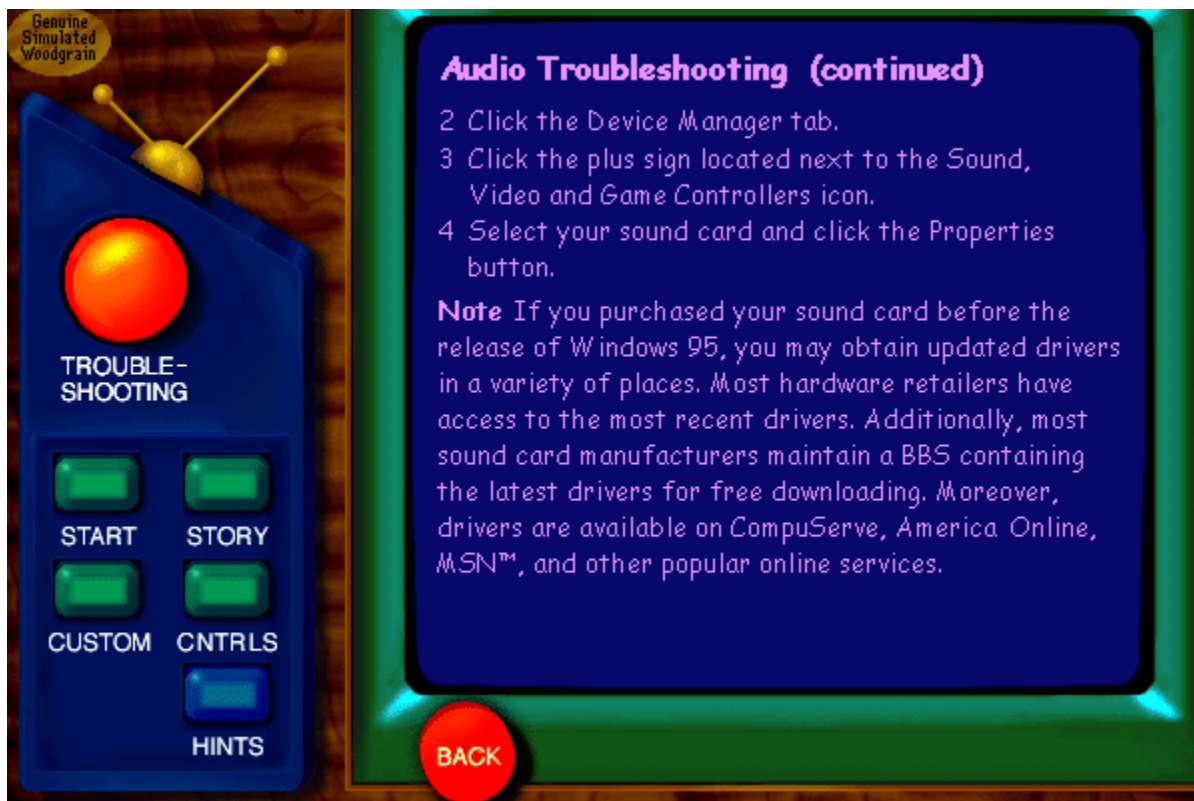 Genuine
Simulated
Woodgrain
TROUBLE-
SHOOTING
START
STORY
CUSTOM
CNTRLS
HINTS
Audio Troubleshooting (continued)
2 Click the Device Manager tab.
3 Click the plus sign located next to the Sound,
Video and Game Controllers icon.
4 Select your sound card and click the Properties
button.
Note If you purchased your sound card before the
release of Windows 95, you may obtain updated drivers
in a variety of places. Most hardware retailers have
access to the most recent drivers. Additionally, most
sound card manufacturers maintain a BBS containing
the latest drivers for free downloading. Moreover,
drivers are available on CompuServe, America Online,
MSN™, and other popular online services.
BACK